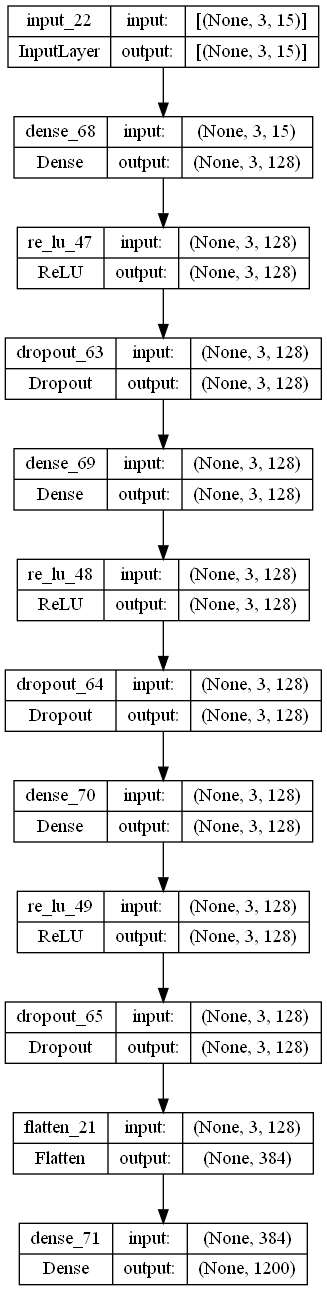 input_22 input: [(None, 3, 15)]
InputLayer output: [(None, 3, 15)]
dense_68 input: (None, 3, 15)
Dense output: (None, 3, 128)
re_lu_47 input: (None, 3, 128)
ReLU output: (None, 3, 128)
dropout_63 input: (None, 3, 128)
Dropout output: (None, 3, 128)
dense_69 input: (None, 3, 128)
Dense output: (None, 3, 128)
re_lu_48 input: (None, 3, 128)
ReLU output: (None, 3, 128)
dropout_64 input: (None, 3, 128)
Dropout output: (None, 3, 128)
dense_70 input: (None, 3, 128)
Dense output: (None, 3, 128)
re_lu_49 input: (None, 3, 128)
ReLU output: (None, 3, 128)
dropout_65 input: (None, 3, 128)
Dropout output: (None, 3, 128)
flatten_21 input: (None, 3, 128)
Flatten output: (None, 384)
dense_71 input: (None, 384)
Dense output: (None, 1200)